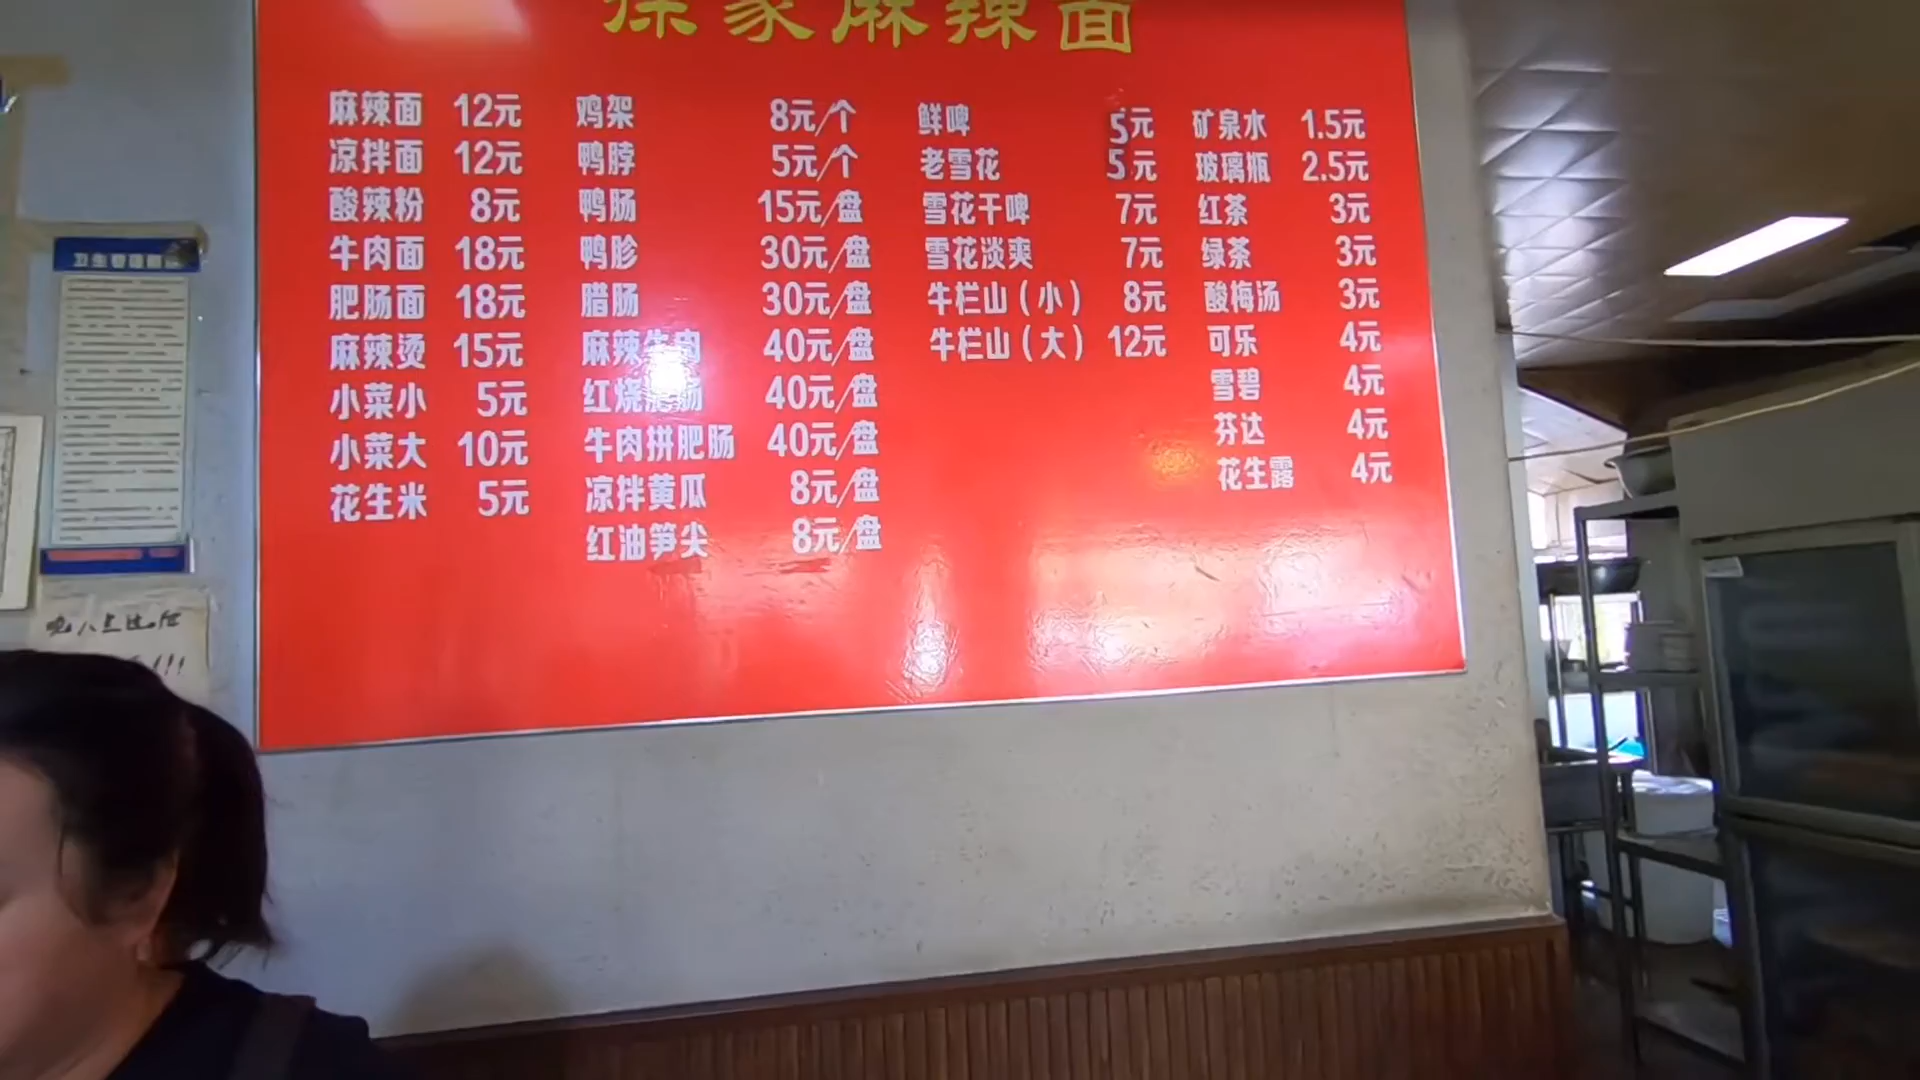 徐家麻辣面
麻辣面 12元
凉拌面 12元
酸辣粉 8元
牛肉面 18元
肥肠面 18元
麻辣烫 15元
小菜小 5元
小菜大 10元
花生米 5元
鸡架 8元/个
鸭脖 5元/个
鸭肠 15元/盘
鸭胗 30元/盘
腊肠 30元/盘
麻辣牛肉 40元/盘
红烧肥肠 40元/盘
牛肉拼肥肠 40元/盘
凉拌黄瓜 8元/盘
红油笋尖 8元/盘
鲜啤 5元
老雪花 5元
雪花干啤 7元
雪花淡爽 7元
牛栏山（小） 8元
牛栏山（大） 12元
矿泉水 1.5元
玻璃瓶 2.5元
红茶 3元
绿茶 3元
酸梅汤 3元
可乐 4元
雪碧 4元
芬达 4元
花生露 4元